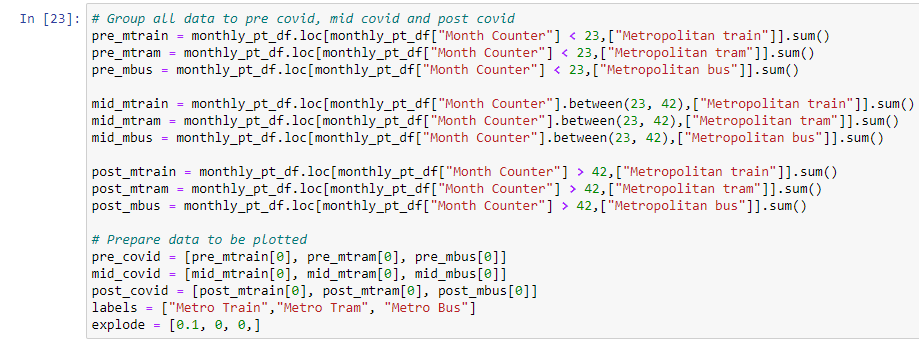 In [23]: # Group all data to pre covid, mid covid and post covid
pre_mtrain = monthly_pt_df.loc[monthly_pt_df["Month Counter"] < 23,["Metropolitan train"]].sum()
pre_mtram = monthly_pt_df.loc[monthly_pt_df["Month Counter"] < 23,["Metropolitan tram"]].sum()
pre_mbus = monthly_pt_df.loc[monthly_pt_df["Month Counter"] < 23,["Metropolitan bus"]].sum()
mid_mtrain = monthly_pt_df.loc[monthly_pt_df["Month Counter"].between(23, 42),["Metropolitan train"]].sum()
mid_mtram = monthly_pt_df.loc[monthly_pt_df["Month Counter"].between(23, 42),["Metropolitan tram"]].sum()
mid_mbus = monthly_pt_df.loc[monthly_pt_df["Month Counter"].between(23, 42),["Metropolitan bus"]].sum()
post_mtrain = monthly_pt_df.loc[monthly_pt_df["Month Counter"] > 42,["Metropolitan train"]].sum()
post_mtram = monthly_pt_df.loc[monthly_pt_df["Month Counter"] > 42,["Metropolitan tram"]].sum()
post_mbus = monthly_pt_df.loc[monthly_pt_df["Month Counter"] > 42,["Metropolitan bus"]].sum()
# Prepare data to be plotted
pre_covid = [pre_mtrain[0], pre_mtram[0], pre_mbus[0]]
mid_covid = [mid_mtrain[0], mid_mtram[0], mid_mbus[0]]
post_covid = [post_mtrain[0], post_mtram[0], post_mbus[0]]
labels = ["Metro Train","Metro Tram", "Metro Bus"]
explode = [0.1, 0, 0,]